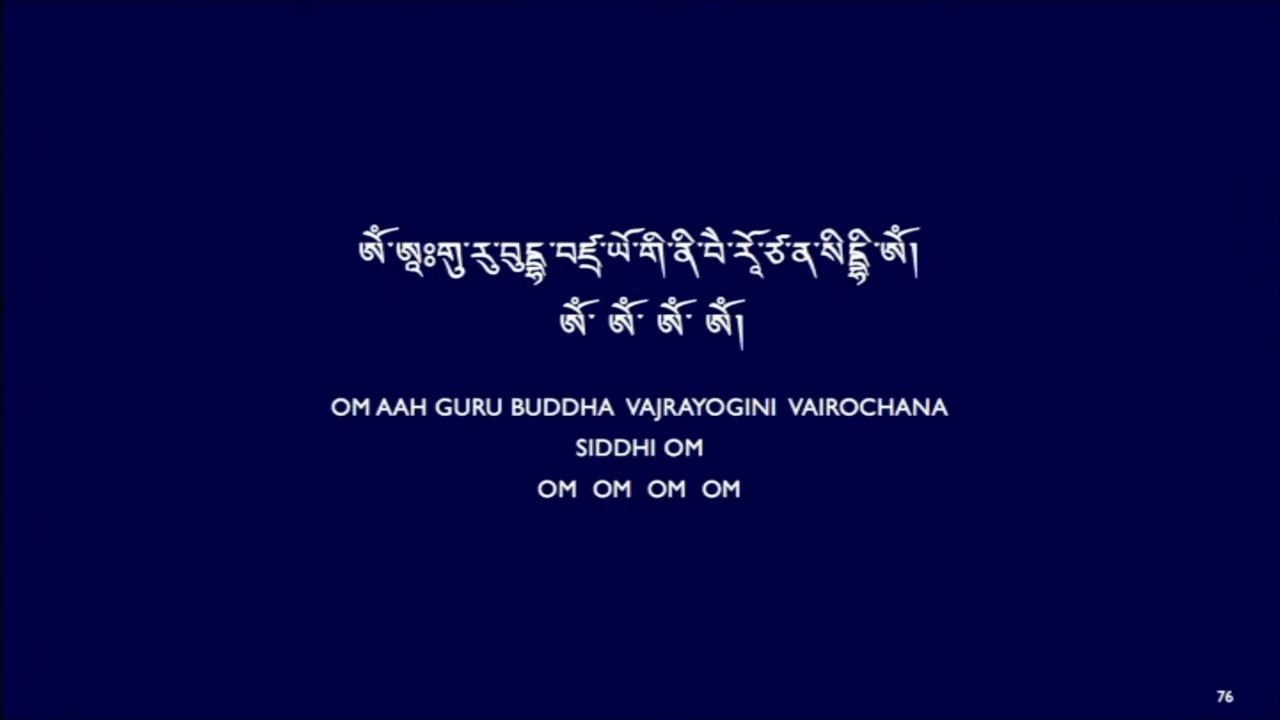 ༀ་ཨཱཿགུ་རུ་བུདྡྷ་བཛྲ་ཡོ་གི་ནི་བཻ་རཱོ་ཙ་ན་སིདྡྷི་ༀ།
ༀ་ ༀ་ ༀ་ ༀ།
OM AAH GURU BUDDHA VAJRAYOGINI VAIROCHANA
SIDDHI OM
OM OM OM OM
76